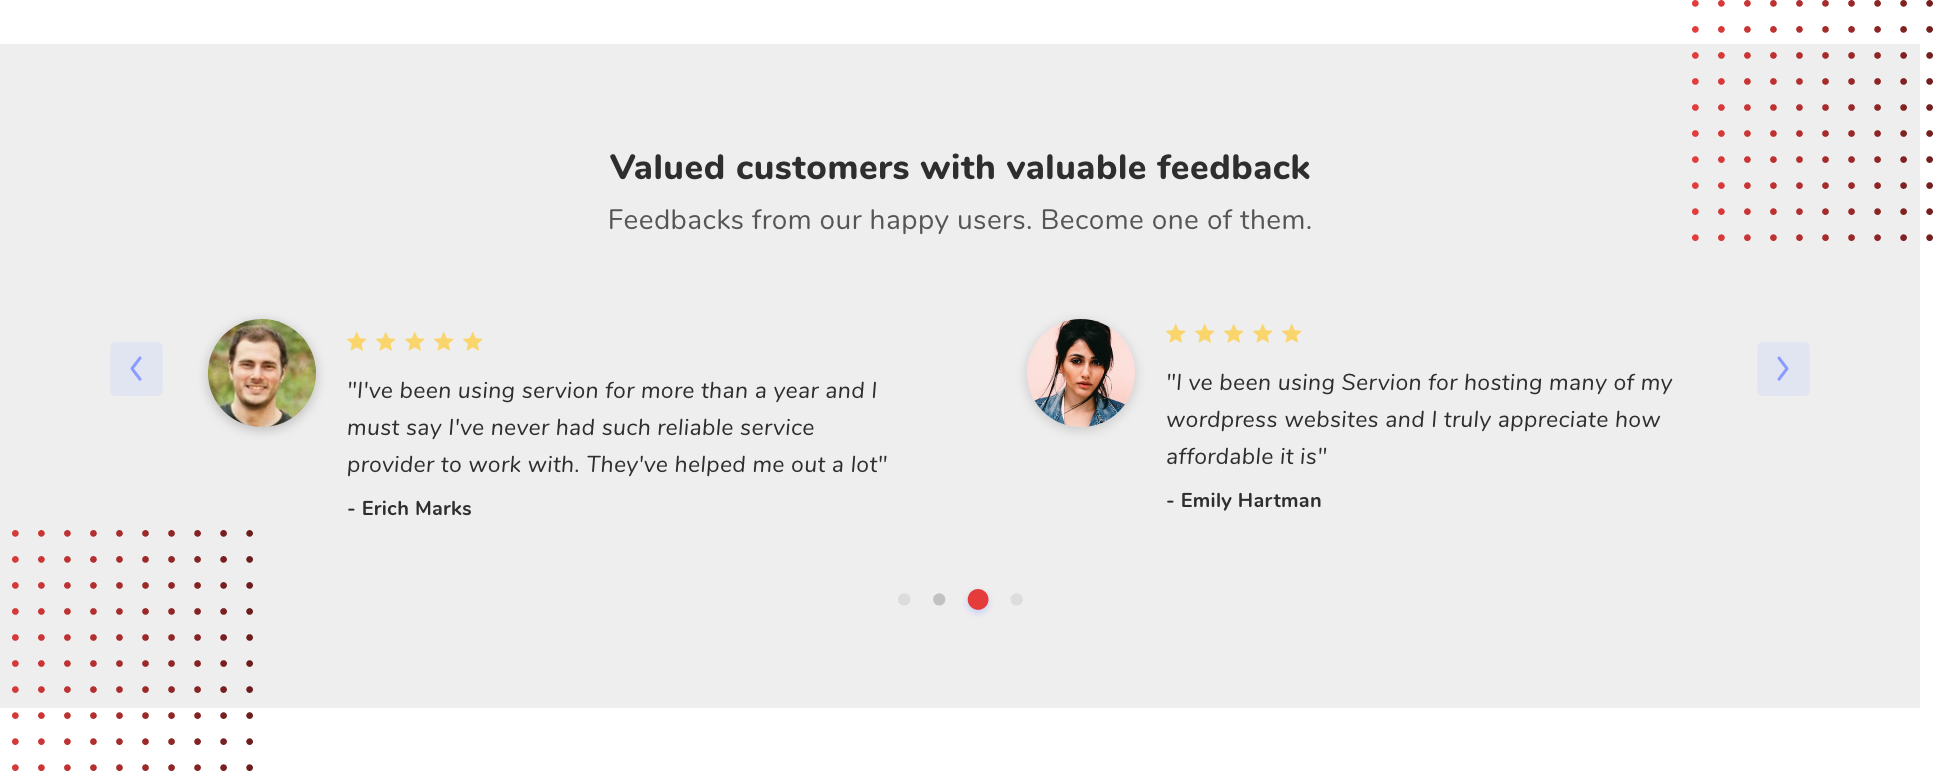 Valued customers with valuable feedback
Feedbacks from our happy users. Become one of them.
"I've been using servion for more than a year and I
must say I've never had such reliable service
provider to work with. They've helped me out a lot"
- Erich Marks
"I ve been using Servion for hosting many of my
wordpress websites and I truly appreciate how
affordable it is"
- Emily Hartman